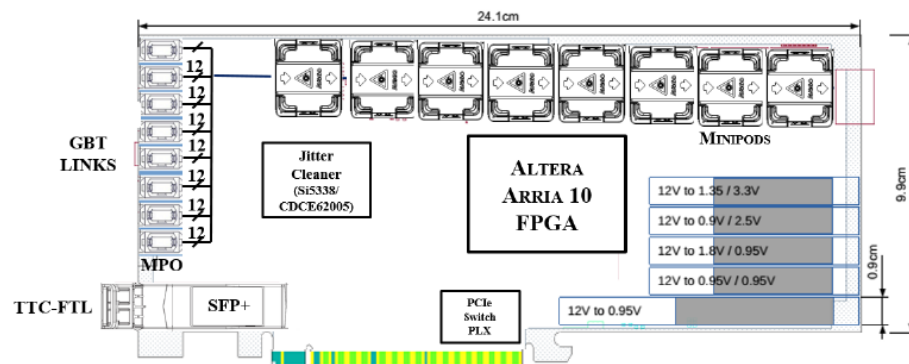 24.1cm
12
12
12
12
12
12
12
12
GBT
LINKS
MPO
MINIPODS
Jitter
Cleaner
(Si5338/
CDCE62005)
ALTERA
ARRIA 10
FPGA
12V to 1.35 / 3.3V
12V to 0.9V / 2.5V
12V to 1.8V / 0.95V
12V to 0.95V / 0.95V
12V to 0.95V
9.9cm
0.9cm
TTC-FTL
SFP+
PCIe
Switch
PLX